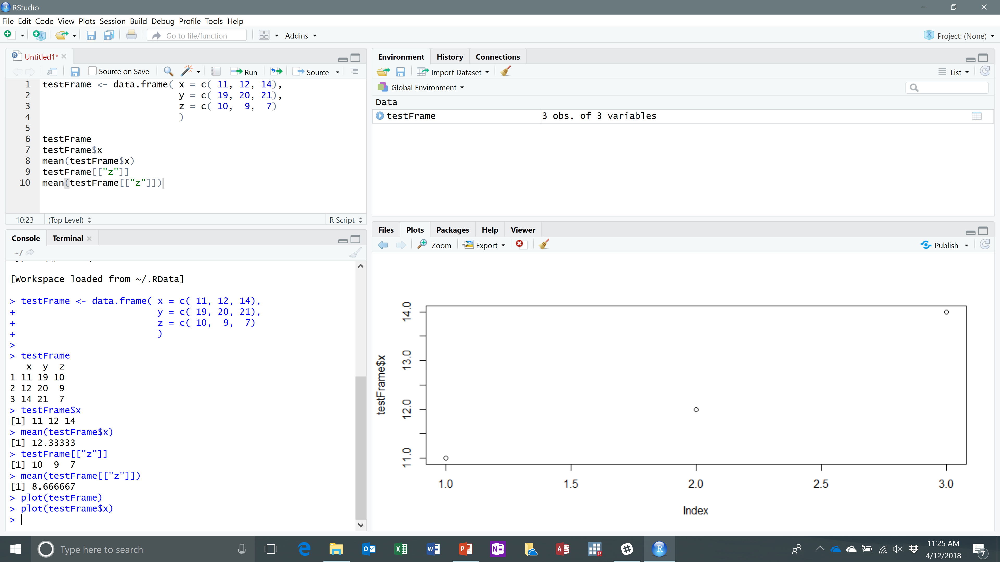 RStudio
File Edit Code View Plots Session Build Debug Profile Tools Help
Go to file/function Addins Project: (None)
Untitled1*
Source on Save Run Source
1 testFrame <- data.frame( x = c( 11, 12, 14),
2 y = c( 19, 20, 21),
3 z = c( 10, 9, 7)
4 )
5
6 testFrame
7 testFrame$x
8 mean(testFrame$x)
9 testFrame[["z"]]
10 mean(testFrame[["z"]])
10:23 (Top Level) R Script
Console Terminal
~/
[Workspace loaded from ~/.RData]
> testFrame <- data.frame( x = c( 11, 12, 14),
+ y = c( 19, 20, 21),
+ z = c( 10, 9, 7)
+ )
>
> testFrame
x y z
1 11 19 10
2 12 20 9
3 14 21 7
> testFrame$x
[1] 11 12 14
> mean(testFrame$x)
[1] 12.33333
> testFrame[["z"]]
[1] 10 9 7
> mean(testFrame[["z"]])
[1] 8.666667
> plot(testFrame)
> plot(testFrame$x)
>
Environment History Connections
Import Dataset List
Global Environment
Data
testFrame 3 obs. of 3 variables
Files Plots Packages Help Viewer
Zoom Export Publish
testFrame$x
14.0
13.0
12.0
11.0
1.0 1.5 2.0 2.5 3.0
Index
Type here to search
15
11:25 AM
4/12/2018
7